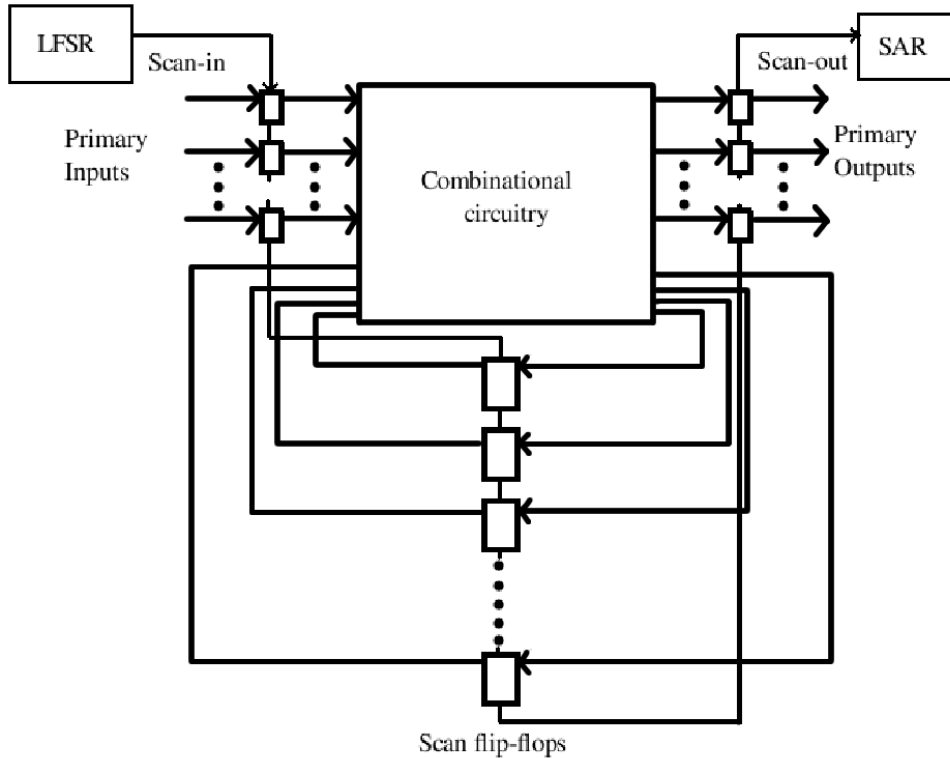 LFSR
Scan-in
Scan-out
SAR
Primary
Inputs
Combinational
circuitry
Primary
Outputs
Scan flip-flops